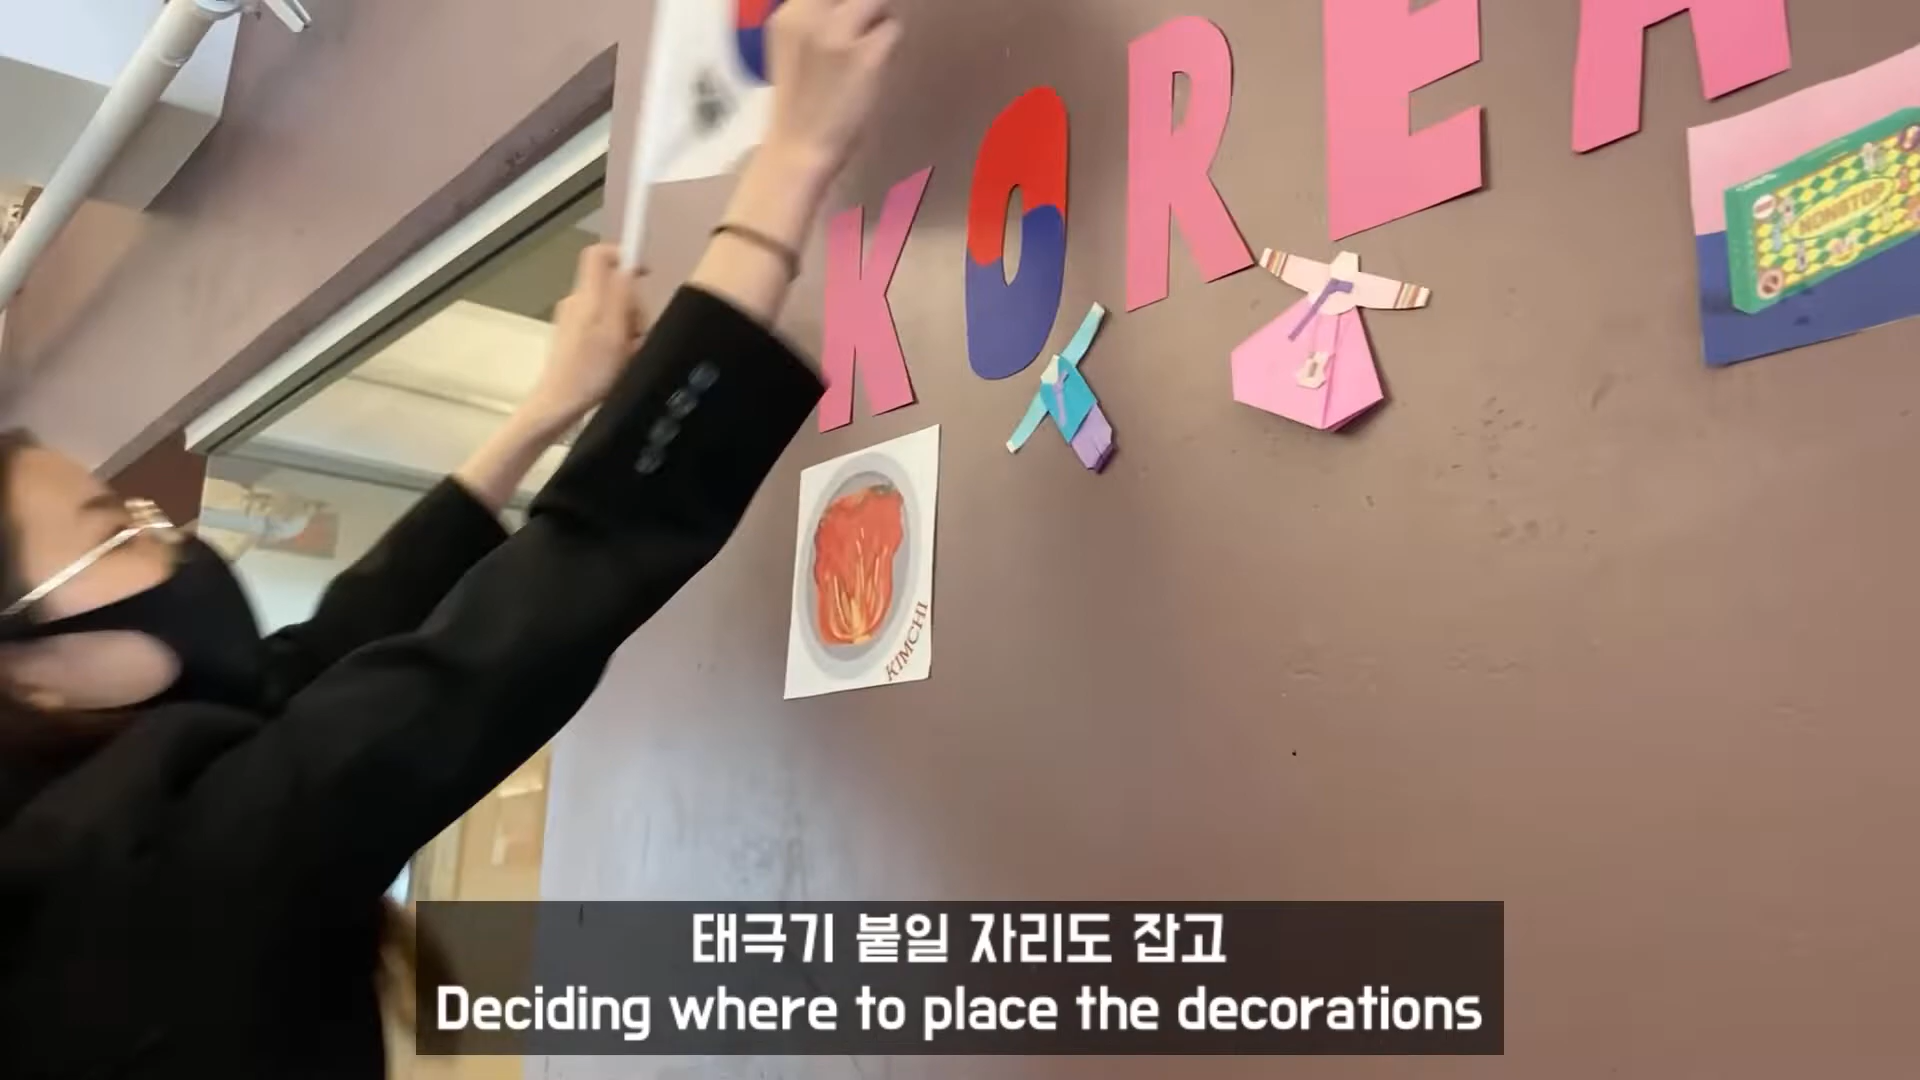 KOREA
NONSTOP
KIMCHI
태극기 붙일 자리도 잡고
Deciding where to place the decorations